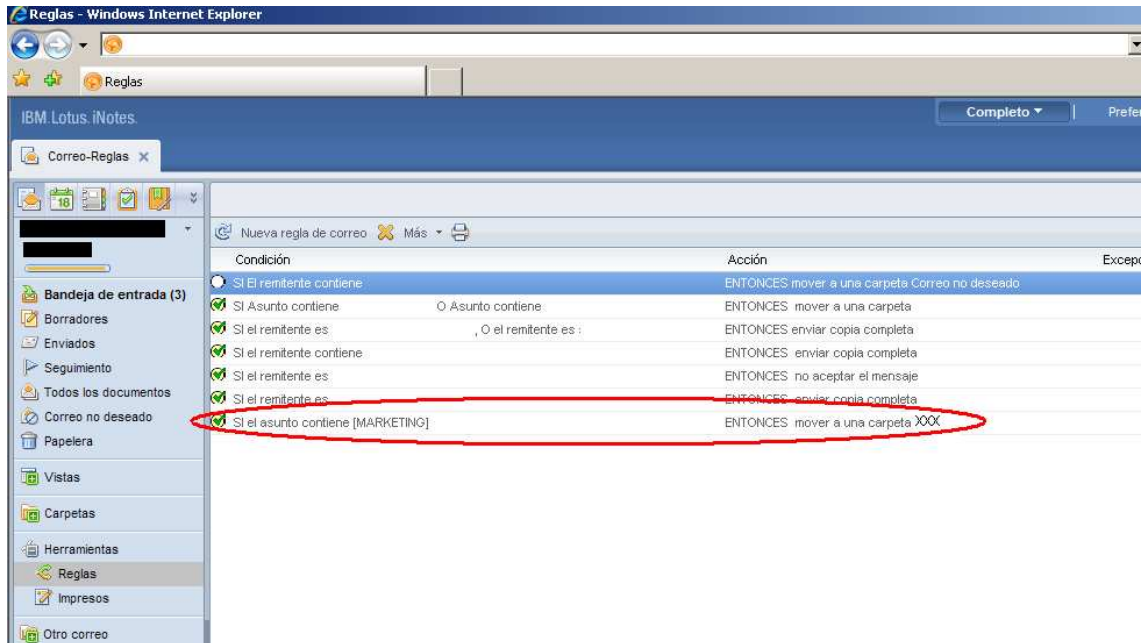 Reglas - Windows Internet Explorer
Reglas
IBM.Lotus.iNotes.
Completo
Prefer
Correo-Reglas
18
Nueva regla de correo Más
Condición Acción Excepc
SI El remitente contiene ENTONCES mover a una carpeta Correo no deseado
SI Asunto contiene O Asunto contiene ENTONCES mover a una carpeta
SI el remitente es , O el remitente es : ENTONCES enviar copia completa
SI el remitente contiene ENTONCES enviar copia completa
SI el remitente es ENTONCES no aceptar el mensaje
SI el remitente es ENTONCES enviar copia completa
SI el asunto contiene [MARKETING] ENTONCES mover a una carpeta XXX
Bandeja de entrada (3)
Borradores
Enviados
Seguimiento
Todos los documentos
Correo no deseado
Papelera
Vistas
Carpetas
Herramientas
Reglas
Impresos
Otro correo